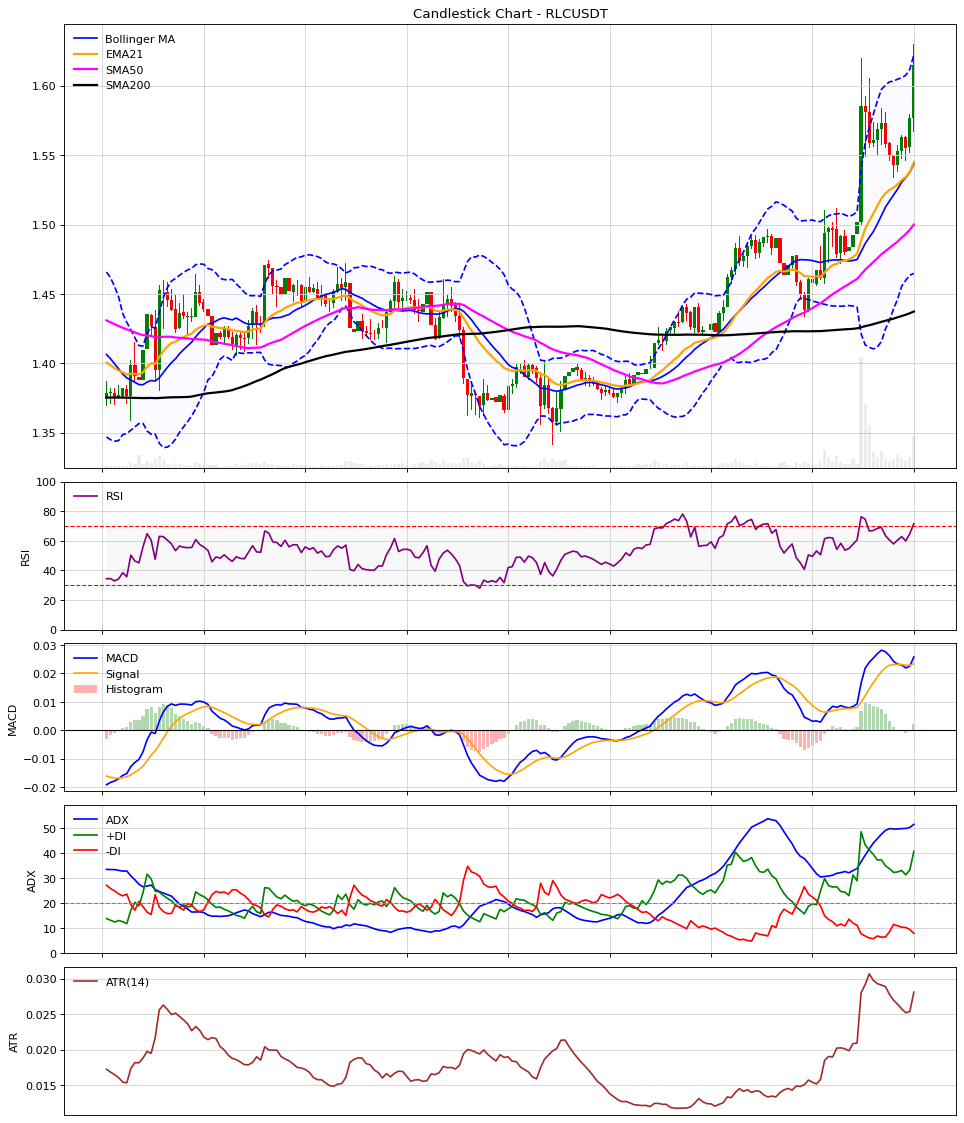 Candlestick Chart - RLCUSDT
Bollinger MA
EMA21
SMA50
SMA200
1.60
1.55
1.50
1.45
1.40
1.35
RSI
100
80
60
40
20
0
RSI
MACD
Signal
Histogram
0.03
0.02
0.01
0.00
−0.01
−0.02
MACD
ADX
+DI
-DI
50
40
30
20
10
0
ADX
ATR(14)
0.030
0.025
0.020
0.015
ATR